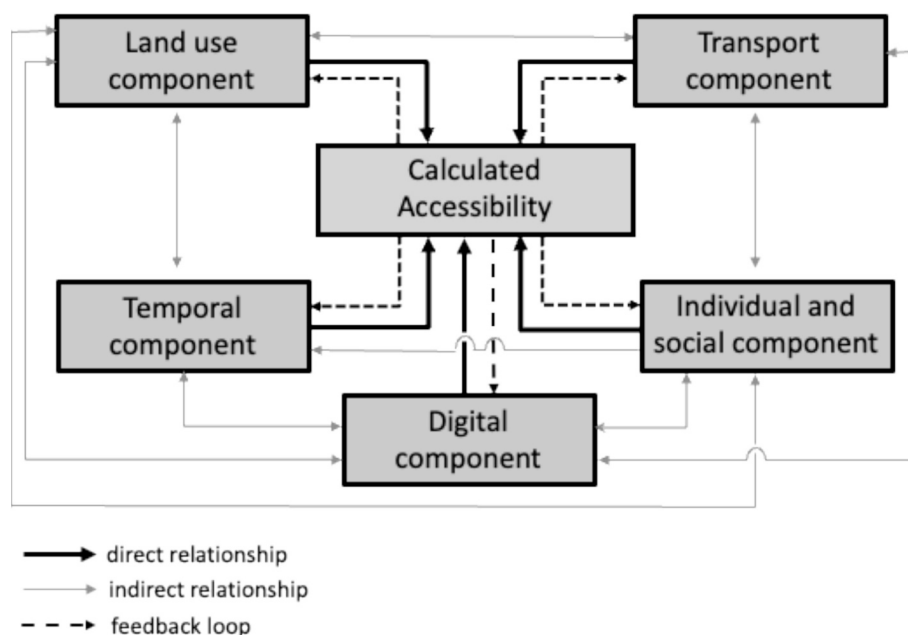 Land use
component
Transport
component
Calculated
Accessibility
Temporal
component
Individual and
social component
Digital
component
direct relationship
indirect relationship
feedback loop